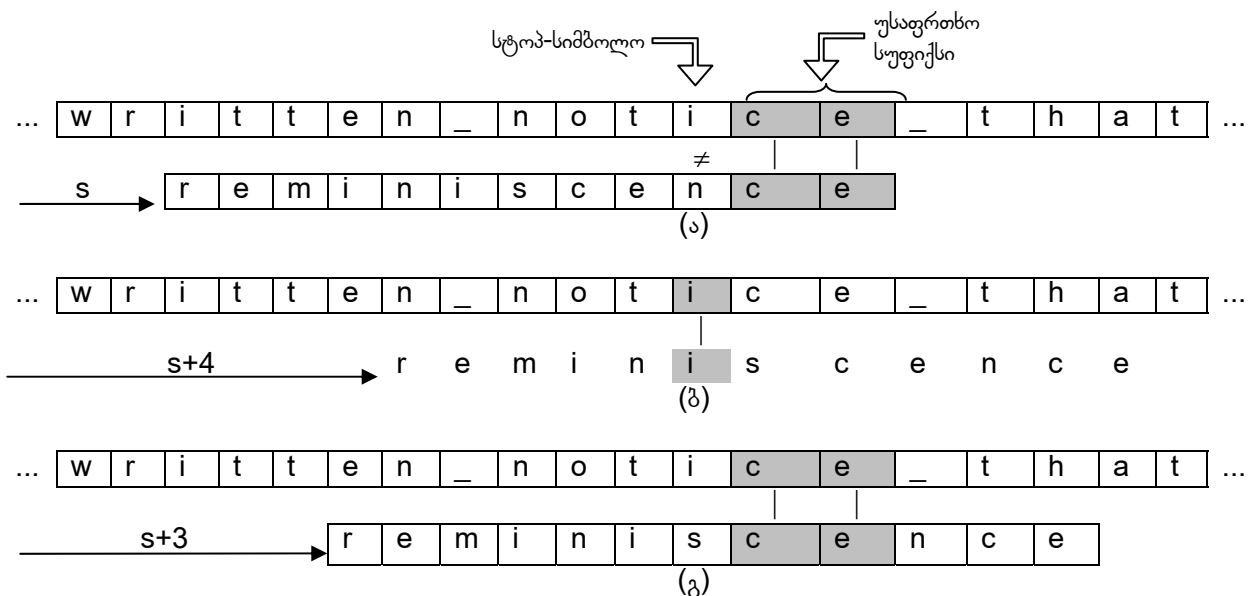 სტოპ-სიმბოლო
უსაფრთხო
სუფიქსი
... w r i t t e n _ n o t i c e _ t h a t ...
≠
s r e m i n i s c e n c e
(ა)
... w r i t t e n _ n o t i c e _ t h a t ...
s+4 r e m i n i s c e n c e
(ბ)
... w r i t t e n _ n o t i c e _ t h a t ...
s+3 r e m i n i s c e n c e
(გ)